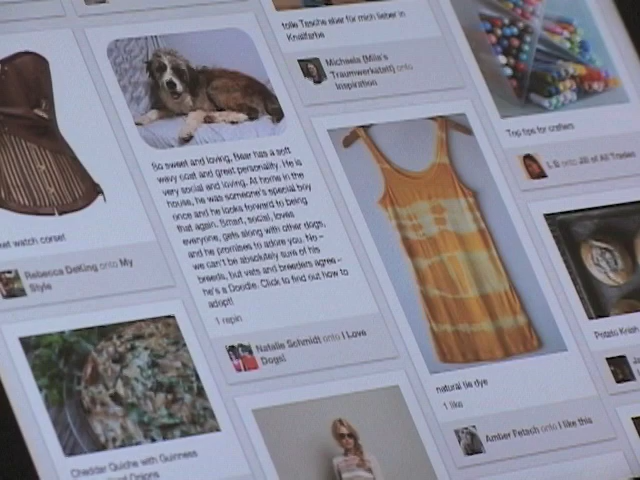 tolle Tasche aber für mich lieber in
Knallfarbe
Michaela {Mila's
Traumwerkstatt} onto
Inspiration
Top tips for crafters
L B onto Jill of All Trades
So sweet and loving, Bear has a soft
wavy coat and great personality. He is
very social and loving. At home in the
house, he was someone's special boy
once and he looks forward to being
that again. Smart, social, loves
everyone, gets along with other dogs,
and he promises to adore you. No –
we can't be absolutely sure of his
breeds, but vets and breeders agree –
he's a Doodle. Click to find out how to
adopt!
1 repin
Natalie Schmidt onto I Love
Dogs!
watch corset
Rebecca DeKing onto My
Style
natural tie dye
1 like
Amber Petsch onto I like this
Potato Knish
Cheddar Quiche with Guinness
Onions